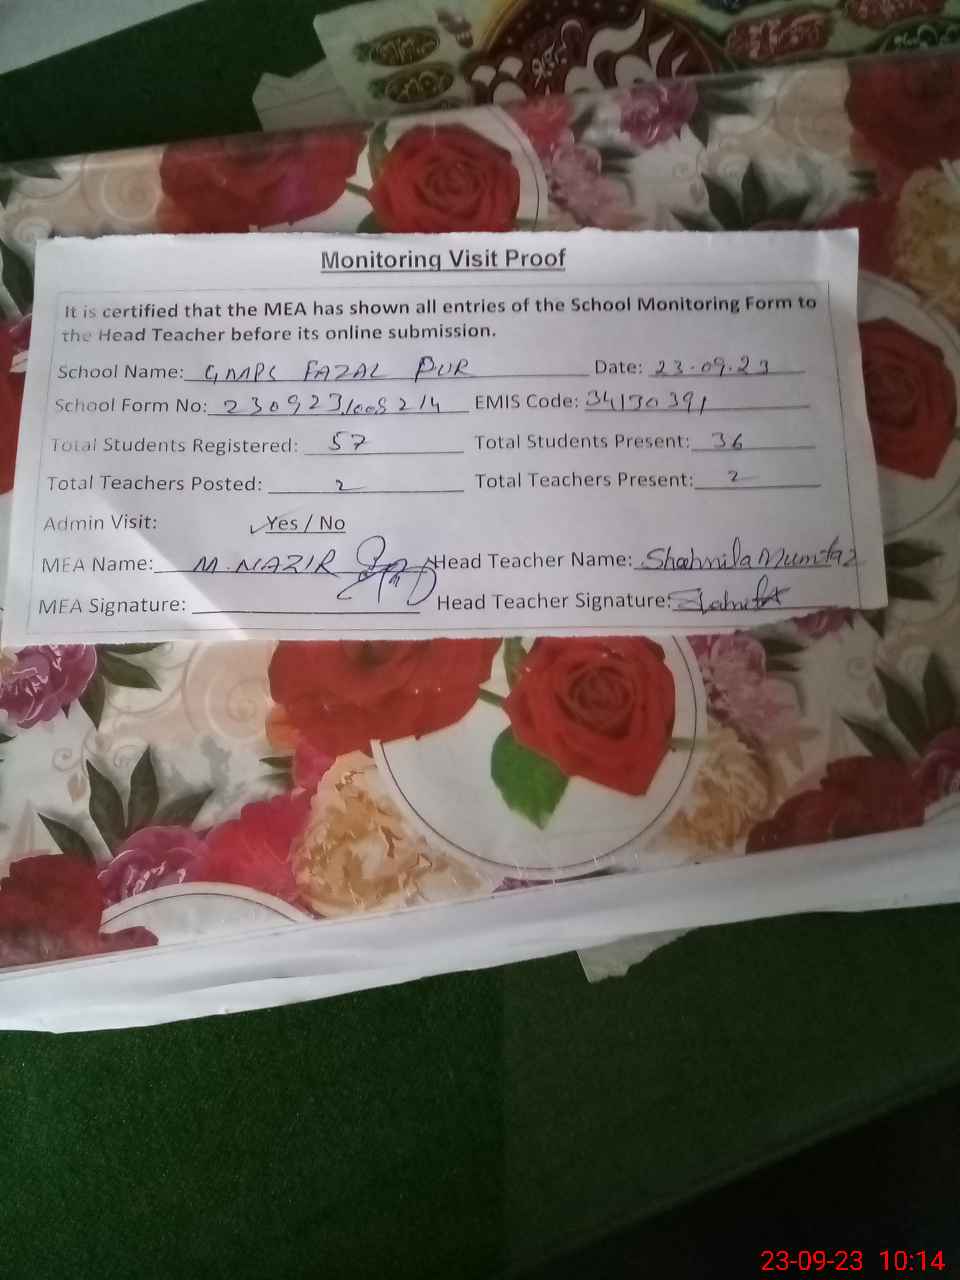 Monitoring Visit Proof
It is certified that the MEA has shown all entries of the School Monitoring Form to
the Head Teacher before its online submission.
School Name: GMPS FAZAL PUR Date: 23-09-23
School Form No: 2309231005214 EMIS Code: 34130391
Total Students Registered: 57 Total Students Present: 36
Total Teachers Posted: 2 Total Teachers Present: 2
Admin Visit: ✓Yes / No
MEA Name: M. NAZIR Head Teacher Name: Shahnila Mumtaz
MEA Signature: Head Teacher Signature:
23-09-23 10:14